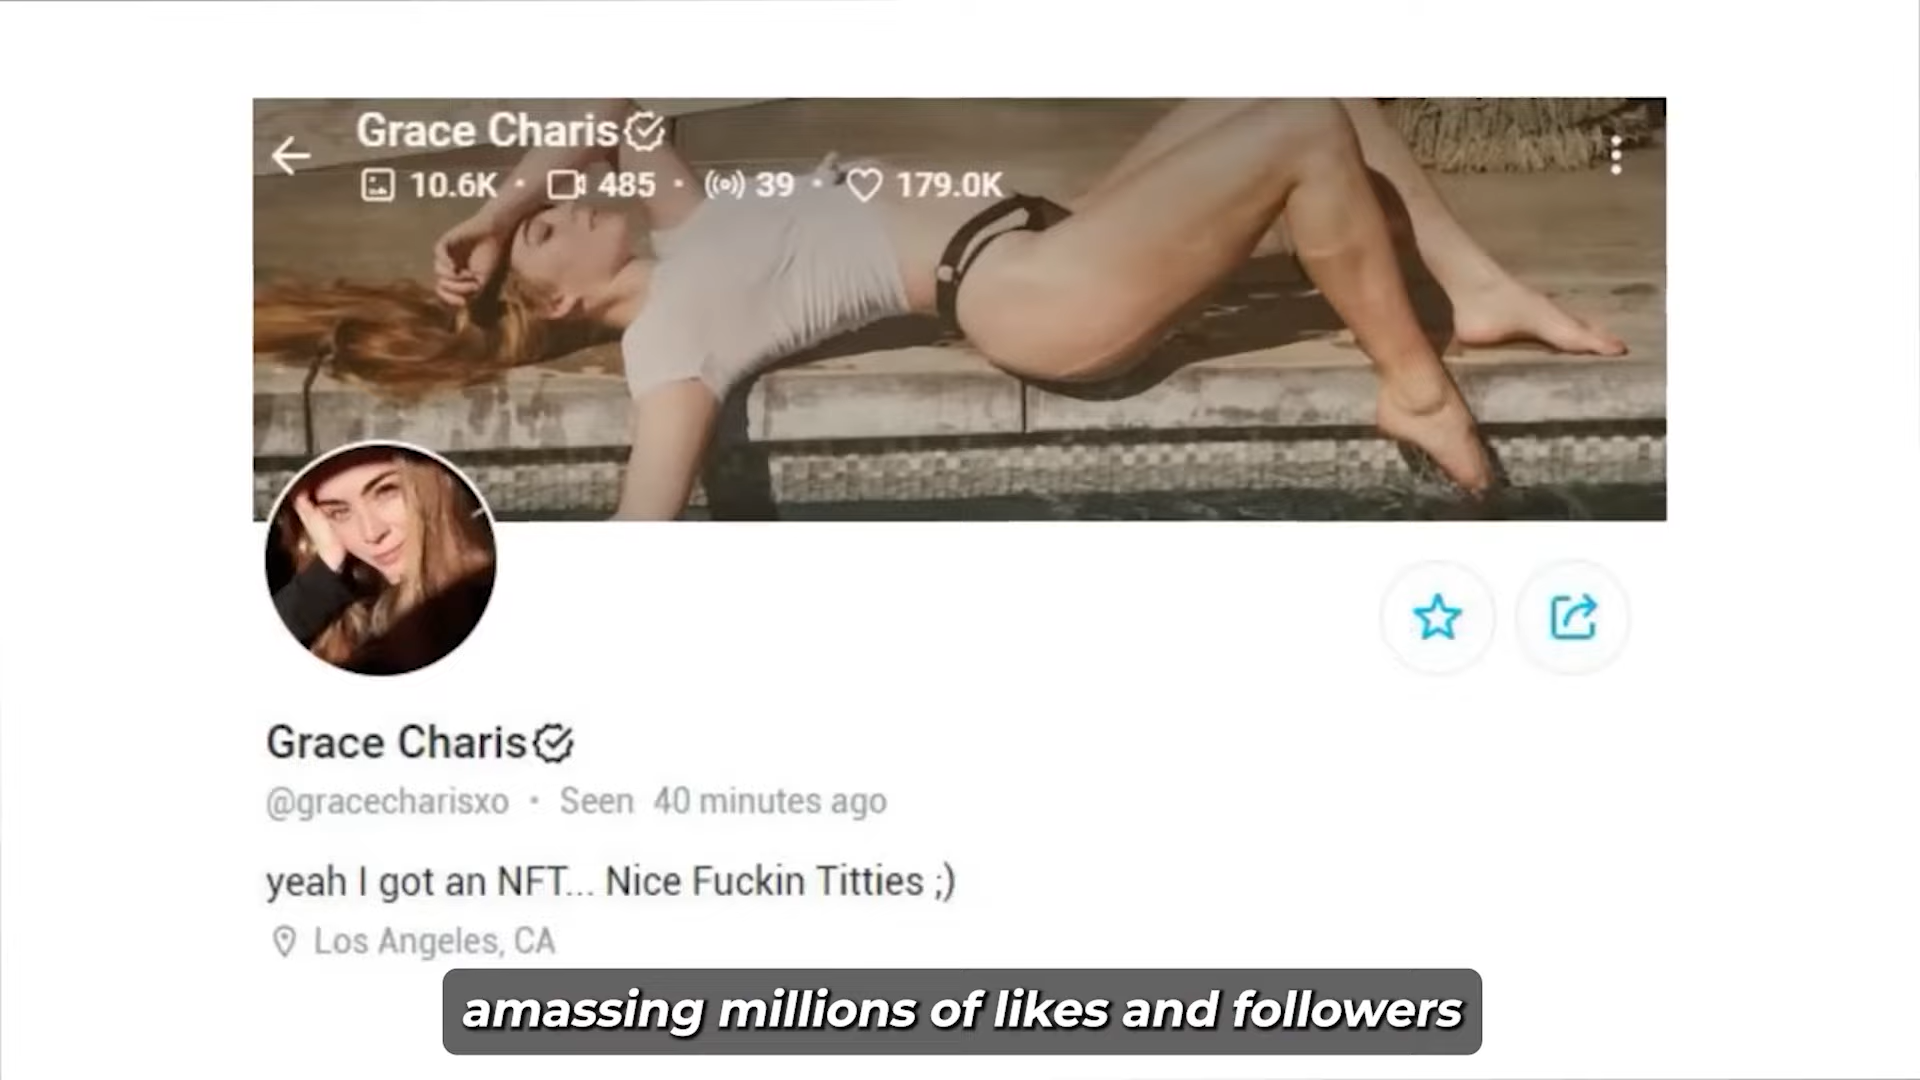 Grace Charis
10.6K • 485 • 39 • 179.0K
Grace Charis
@gracecharisxo • Seen 40 minutes ago
yeah I got an NFT... Nice Fuckin Titties ;)
Los Angeles, CA
amassing millions of likes and followers